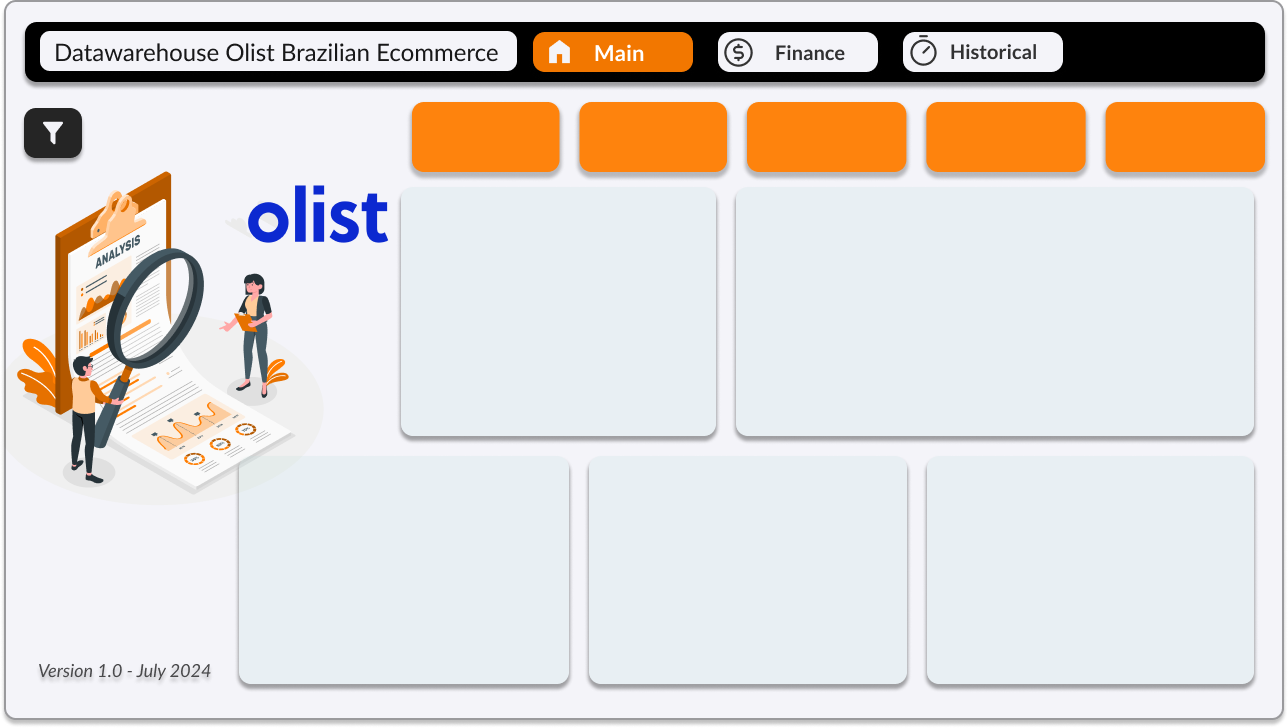 Datawarehouse Olist Brazilian Ecommerce
Main
Finance
Historical
olist
ANALYSIS
Version 1.0 - July 2024